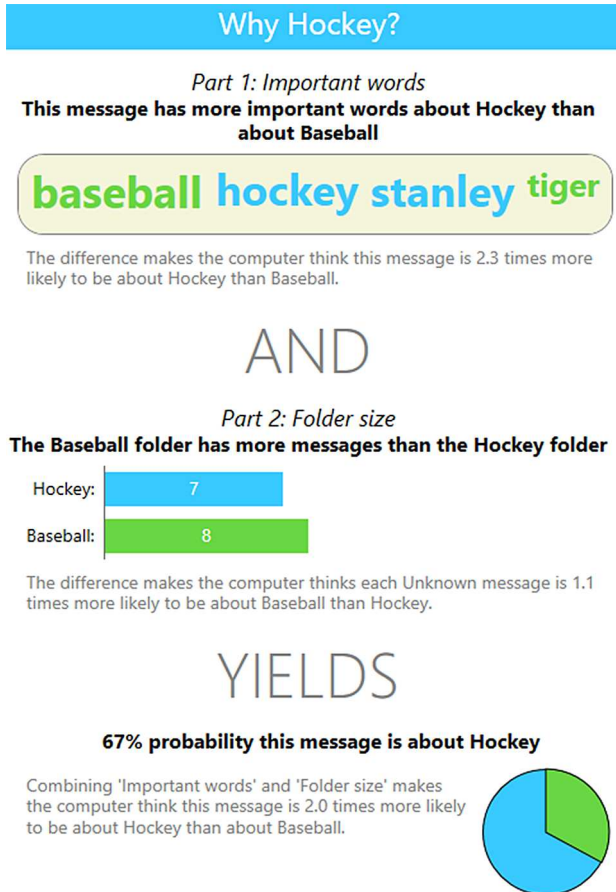 Why Hockey?
Part 1: Important words
This message has more important words about Hockey than
about Baseball
baseball hockey stanley tiger
The difference makes the computer think this message is 2.3 times more
likely to be about Hockey than Baseball.
AND
Part 2: Folder size
The Baseball folder has more messages than the Hockey folder
Hockey: 7
Baseball: 8
The difference makes the computer thinks each Unknown message is 1.1
times more likely to be about Baseball than Hockey.
YIELDS
67% probability this message is about Hockey
Combining 'Important words' and 'Folder size' makes
the computer think this message is 2.0 times more likely
to be about Hockey than about Baseball.